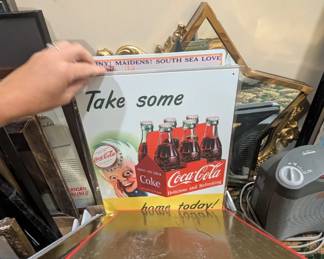 NY! MAIDENS! SOUTH SEA LOVE
Take some
Coca-Cola
Coke
Coca-Cola
Delicious and Refreshing
home today!